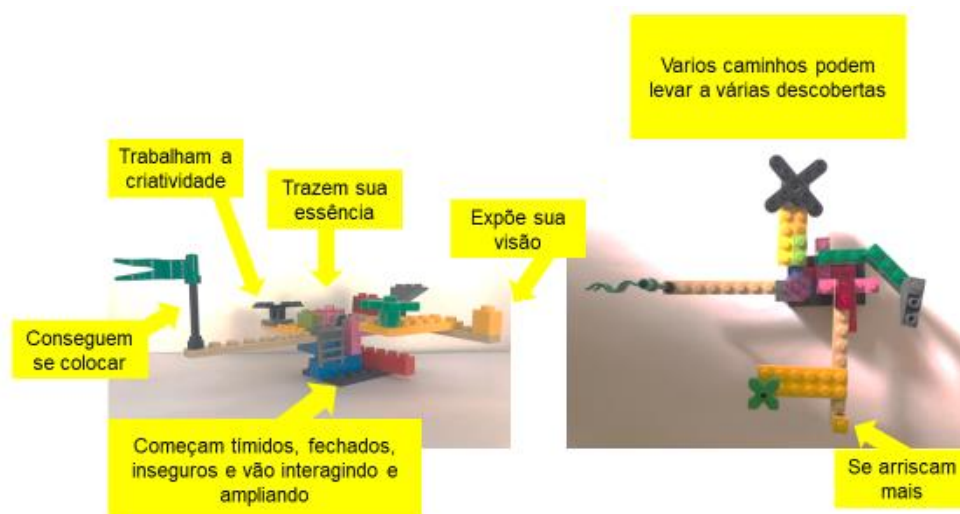 Varios caminhos podem
levar a várias descobertas
Trabalham a
criatividade
Trazem sua
essência
Expõe sua
visão
Conseguem
se colocar
Começam tímidos, fechados,
inseguros e vão interagindo e
ampliando
Se arriscam
mais